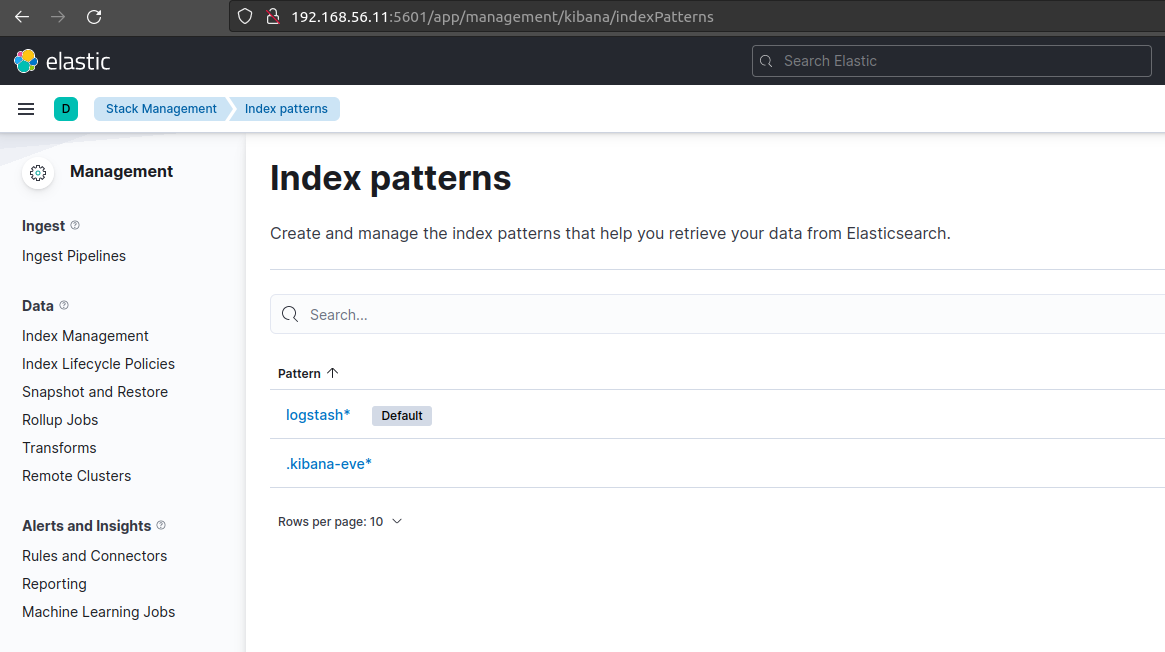 192.168.56.11:5601/app/management/kibana/indexPatterns
elastic
Search Elastic
D
Stack Management
Index patterns
Management
Ingest
Ingest Pipelines
Data
Index Management
Index Lifecycle Policies
Snapshot and Restore
Rollup Jobs
Transforms
Remote Clusters
Alerts and Insights
Rules and Connectors
Reporting
Machine Learning Jobs
Index patterns
Create and manage the index patterns that help you retrieve your data from Elasticsearch.
Search...
Pattern
logstash* Default
.kibana-eve*
Rows per page: 10